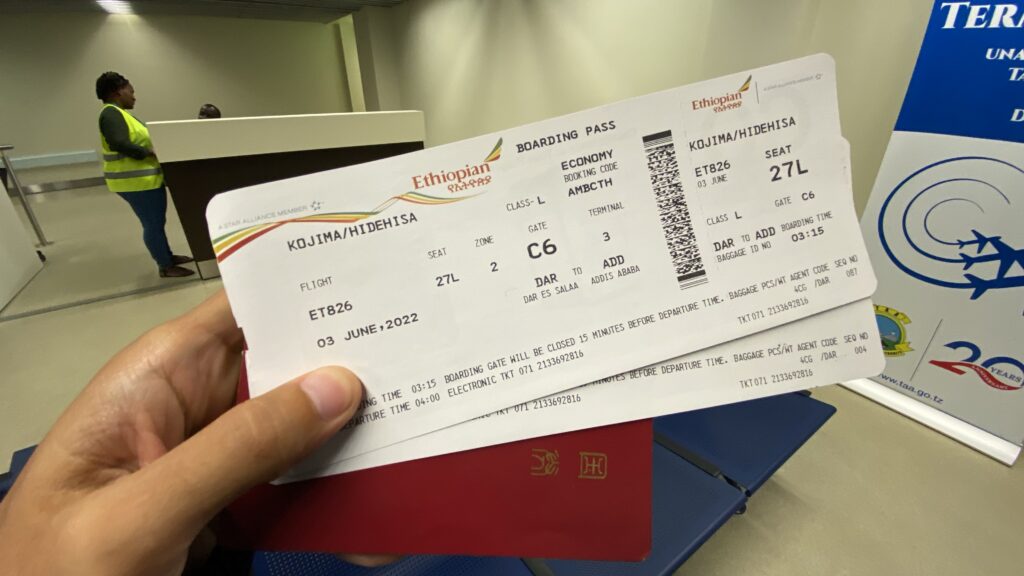 Ethiopian
የኢትዮጵያ
A STAR ALLIANCE MEMBER
BOARDING PASS
KOJIMA/HIDEHISA
ECONOMY
CLASS- L
BOOKING CODE
AMBCTH
FLIGHT
SEAT
ZONE
GATE
TERMINAL
ET826
27L
2
C6
3
03 JUNE,2022
DAR TO ADD
DAR ES SALAA ADDIS ABABA
03:15 BOARDING GATE WILL BE CLOSED 15 MINUTES BEFORE DEPARTURE TIME. BAGGAGE PCS/WT AGENT CODE SEQ NO
TIME 04:00 ELECTRONIC TKT 071 2133692816
4CG /DAR 087
TKT071 2133692816
Ethiopian
A STAR ALLIANCE MEMBER
KOJIMA/HIDEHISA
ET826
03 JUNE
SEAT
27L
CLASS L
GATE C6
DAR TO ADD BOARDING TIME
BAGGAGE ID NO 03:15
MINUTES BEFORE DEPARTURE TIME. BAGGAGE PCS/WT AGENT CODE SEQ NO
TKT 071 2133692816
4CG /DAR 004
TKT071 2133692816
20 YEARS
www.taa.go.tz